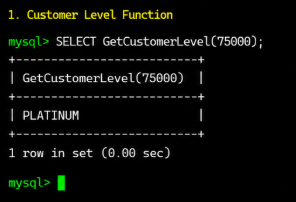 1. Customer Level Function
mysql> SELECT GetCustomerLevel(75000);
+-------------------------+
| GetCustomerLevel(75000) |
+-------------------------+
| PLATINUM                |
+-------------------------+
1 row in set (0.00 sec)
mysql>